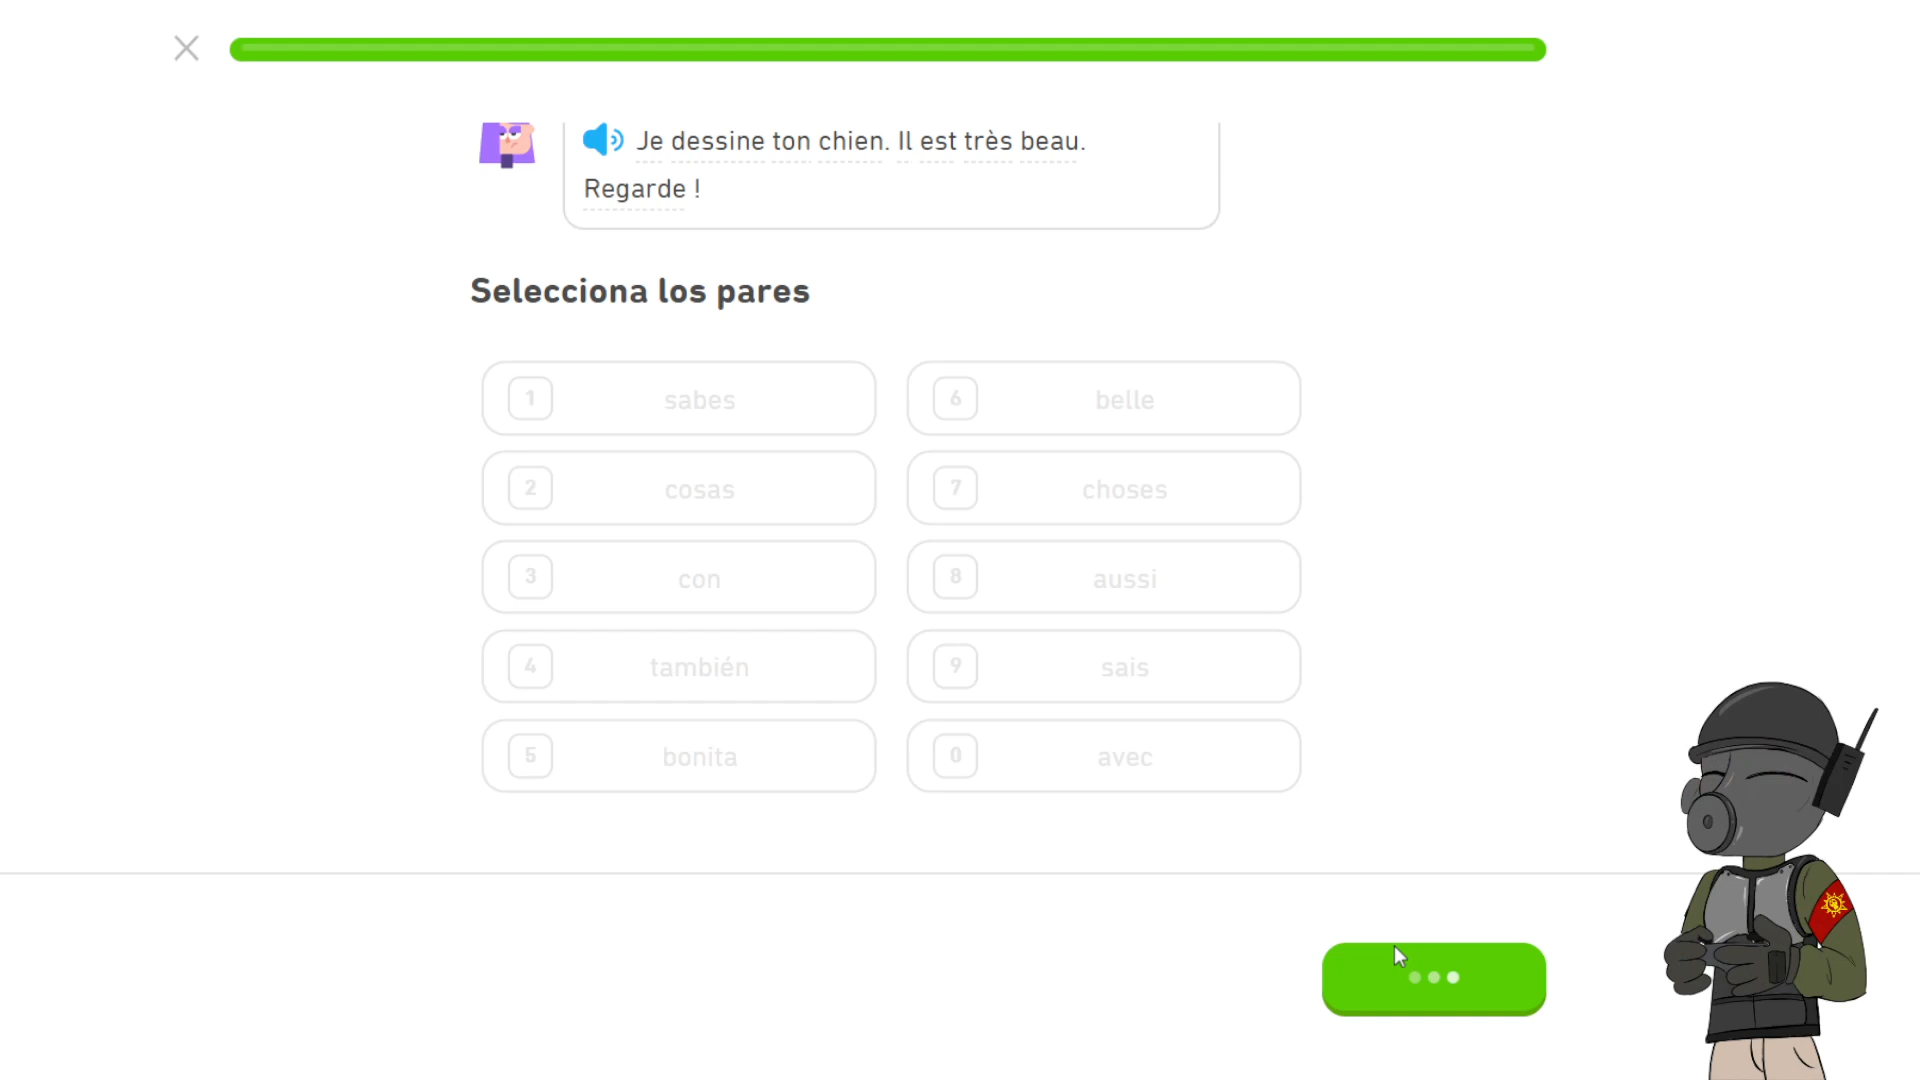 Je dessine ton chien. Il est très beau.
Regarde !
Selecciona los pares
1 sabes
6 belle
2 cosas
7 choses
3 con
8 aussi
4 también
9 sais
5 bonita
0 avec